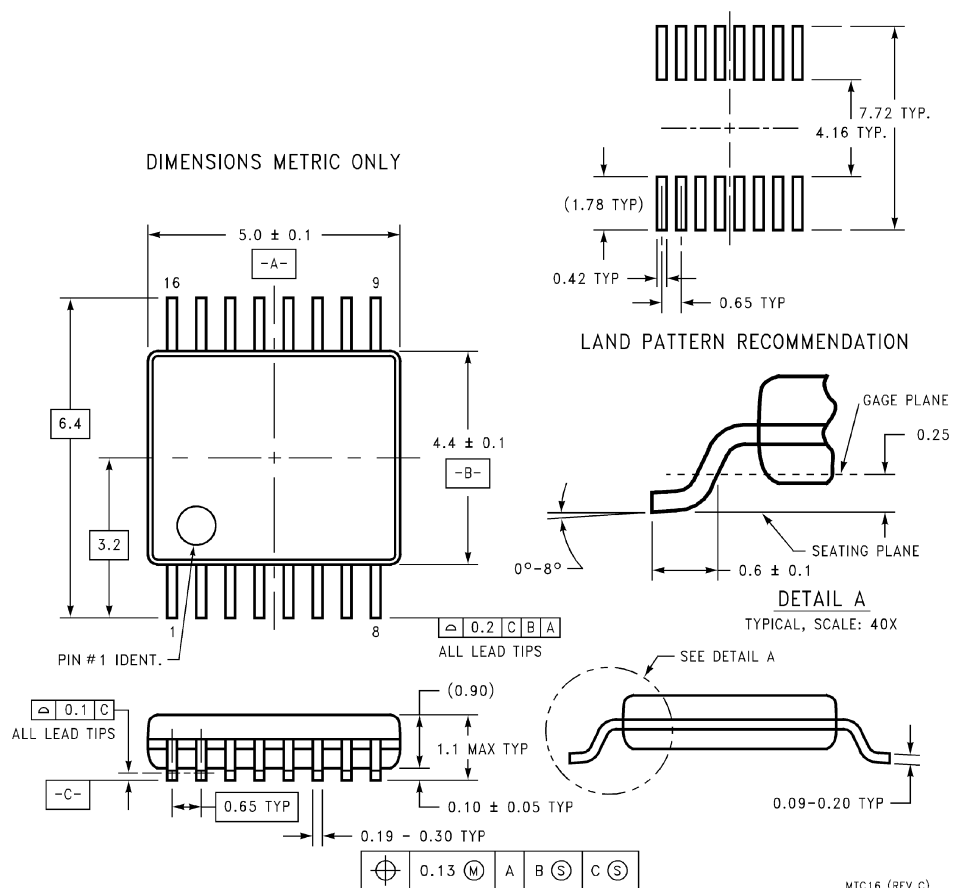 7.72 TYP.
4.16 TYP.
DIMENSIONS METRIC ONLY
(1.78 TYP)
5.0 ± 0.1
-A-
0.42 TYP
16
9
0.65 TYP
LAND PATTERN RECOMMENDATION
GAGE PLANE
6.4
4.4 ± 0.1
0.25
-B-
3.2
SEATING PLANE
0°-8°
0.6 ± 0.1
DETAIL A
TYPICAL, SCALE: 40X
1
8
⌓ 0.2 C B A
ALL LEAD TIPS
PIN #1 IDENT.
SEE DETAIL A
(0.90)
⌓ 0.1 C
ALL LEAD TIPS
1.1 MAX TYP
-C-
0.65 TYP
0.10 ± 0.05 TYP
0.09-0.20 TYP
0.19 - 0.30 TYP
⌖ 0.13 Ⓜ A B Ⓢ C Ⓢ
MTC16 (REV C)